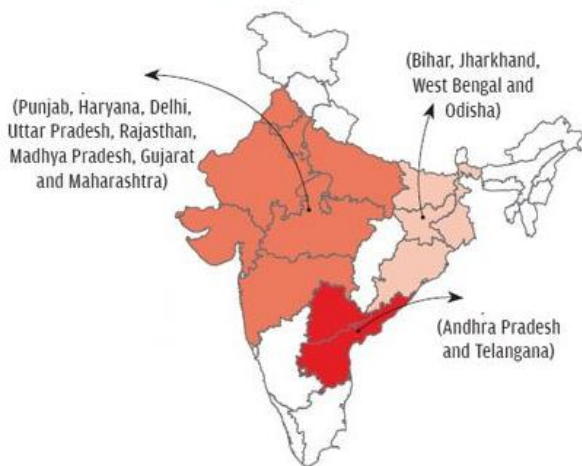 (Punjab, Haryana, Delhi,
Uttar Pradesh, Rajasthan,
Madhya Pradesh, Gujarat
and Maharashtra)
(Bihar, Jharkhand,
West Bengal and
Odisha)
(Andhra Pradesh
and Telangana)